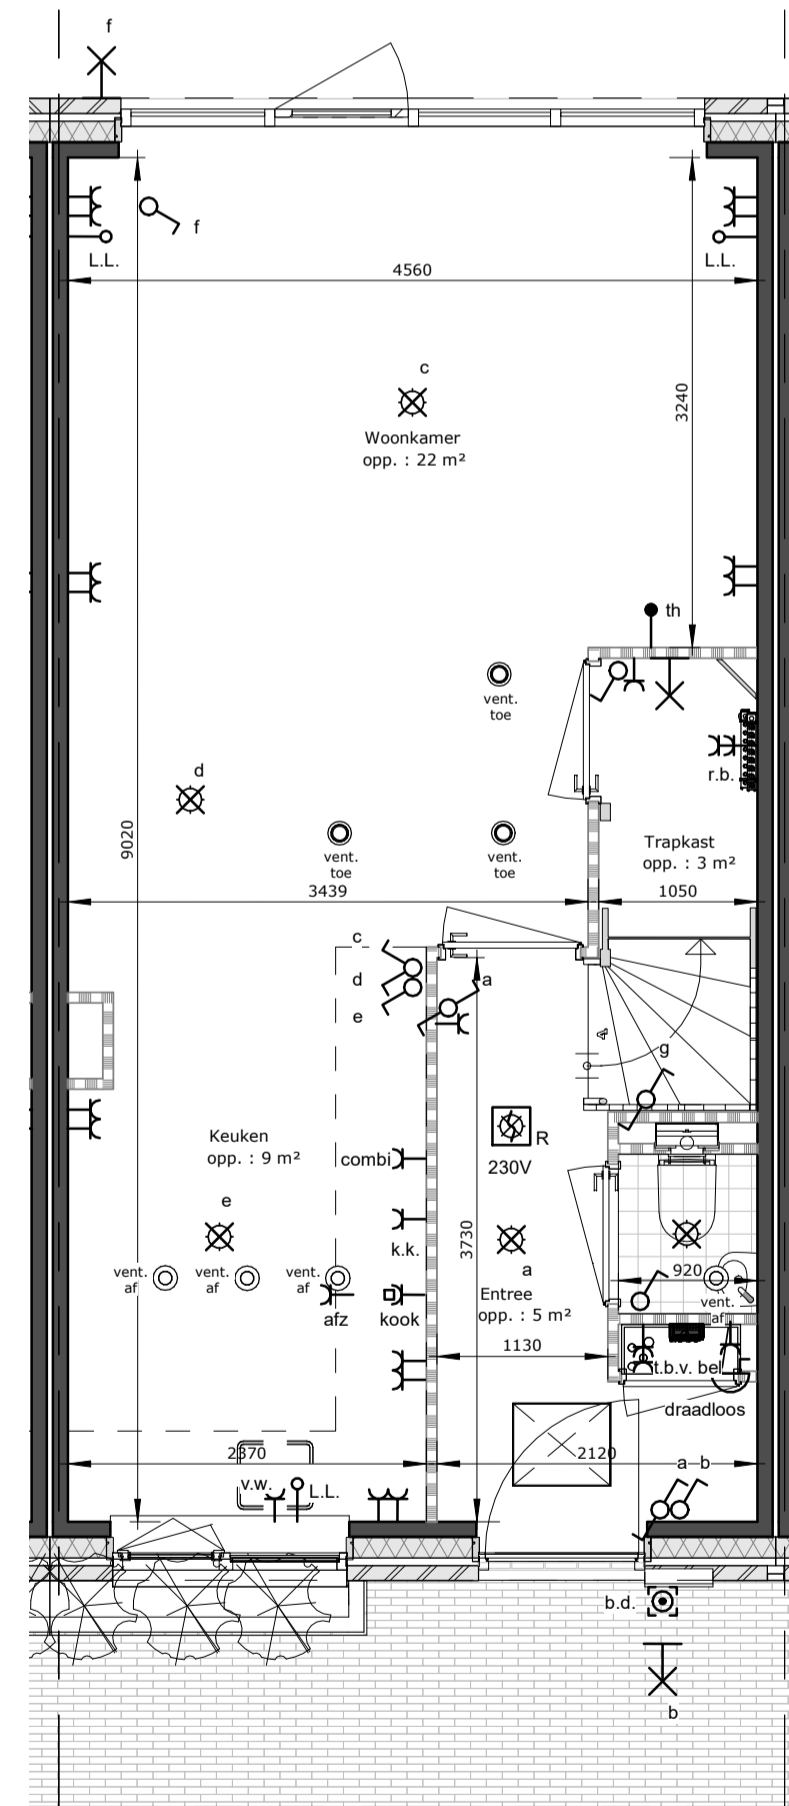 f
f
L.L.
L.L.
4560
c
Woonkamer
opp. : 22 m²
3240
th
vent.
toe
r.b.
d
9020
vent.
toe
vent.
toe
Trapkast
opp. : 3 m²
3439
1050
c
d
a
e
g
Keuken
opp. : 9 m²
combi
R
230V
e
k.k.
3730
a
920
vent.
af
vent.
af
vent.
af
vent.
af
Entree
opp. : 5 m²
afz
kook
1130
t.b.v. bel
draadloos
2370
2120
a b
v.w.
L.L.
b.d.
b